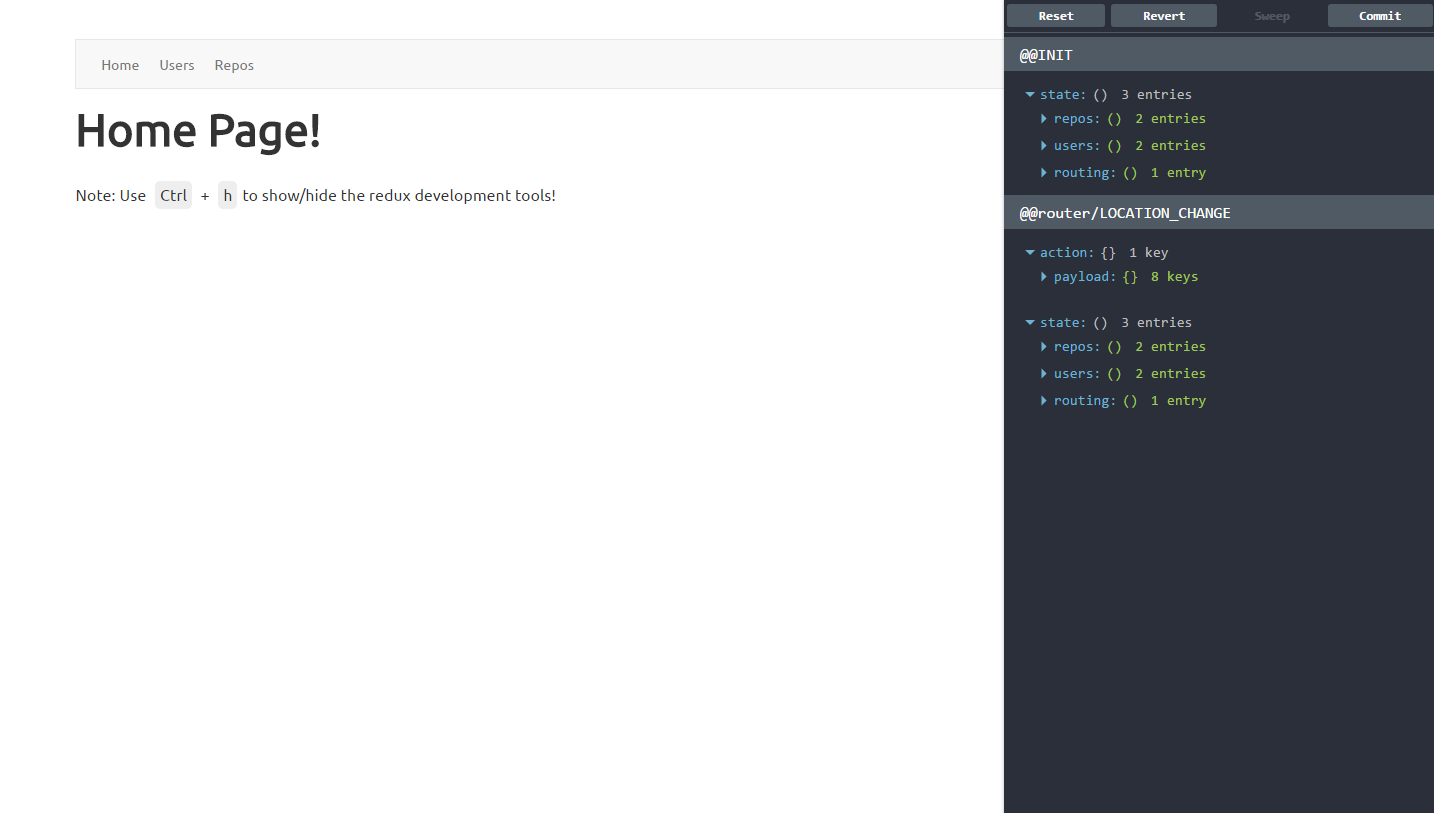 Home Users Repos
Home Page!
Note: Use Ctrl + h to show/hide the redux development tools!
Reset Revert Sweep Commit
@@INIT
state: () 3 entries
repos: () 2 entries
users: () 2 entries
routing: () 1 entry
@@router/LOCATION_CHANGE
action: {} 1 key
payload: {} 8 keys
state: () 3 entries
repos: () 2 entries
users: () 2 entries
routing: () 1 entry